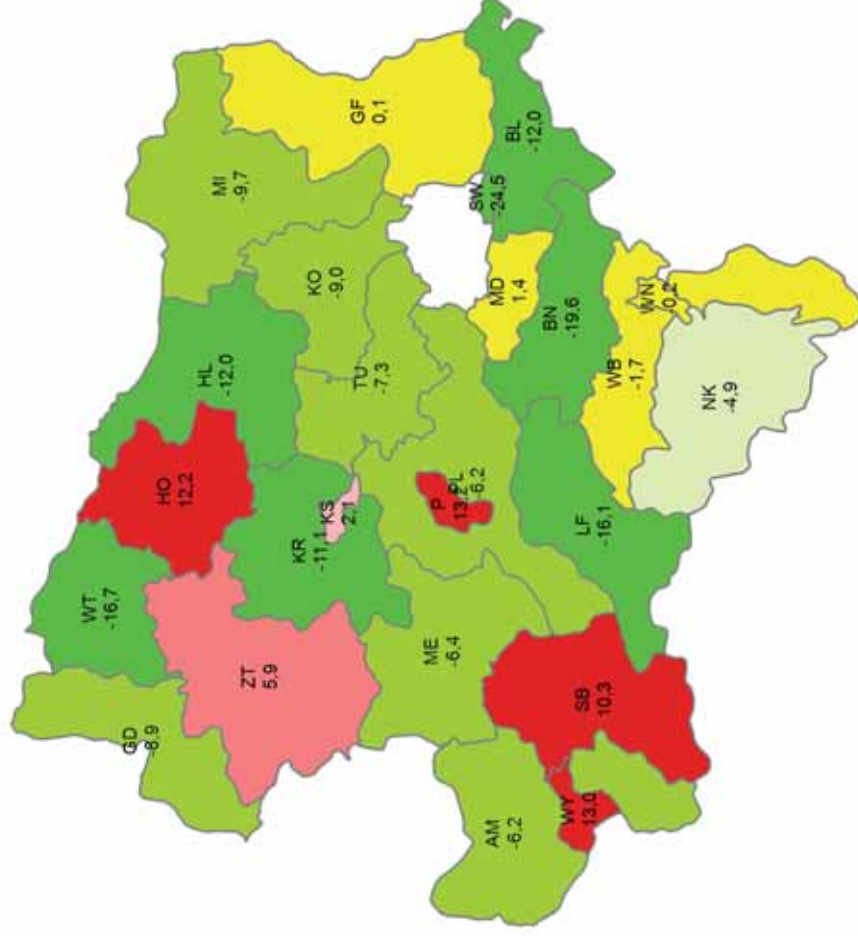 GD
-8,9
WT
-16,7
HO
12,2
HL
-12,0
MI
-9,7
GF
0,1
ZT
5,9
KR
-11,1
KS
2,1
KO
-9,0
TU
-7,3
SW
-24,5
BL
-12,0
MD
1,4
BN
-19,6
ME
-6,4
P
13,2
PL
-6,2
AM
-6,2
WY
13,0
SB
10,3
LF
-16,1
WB
-1,7
WN
-0,2
NK
-4,9